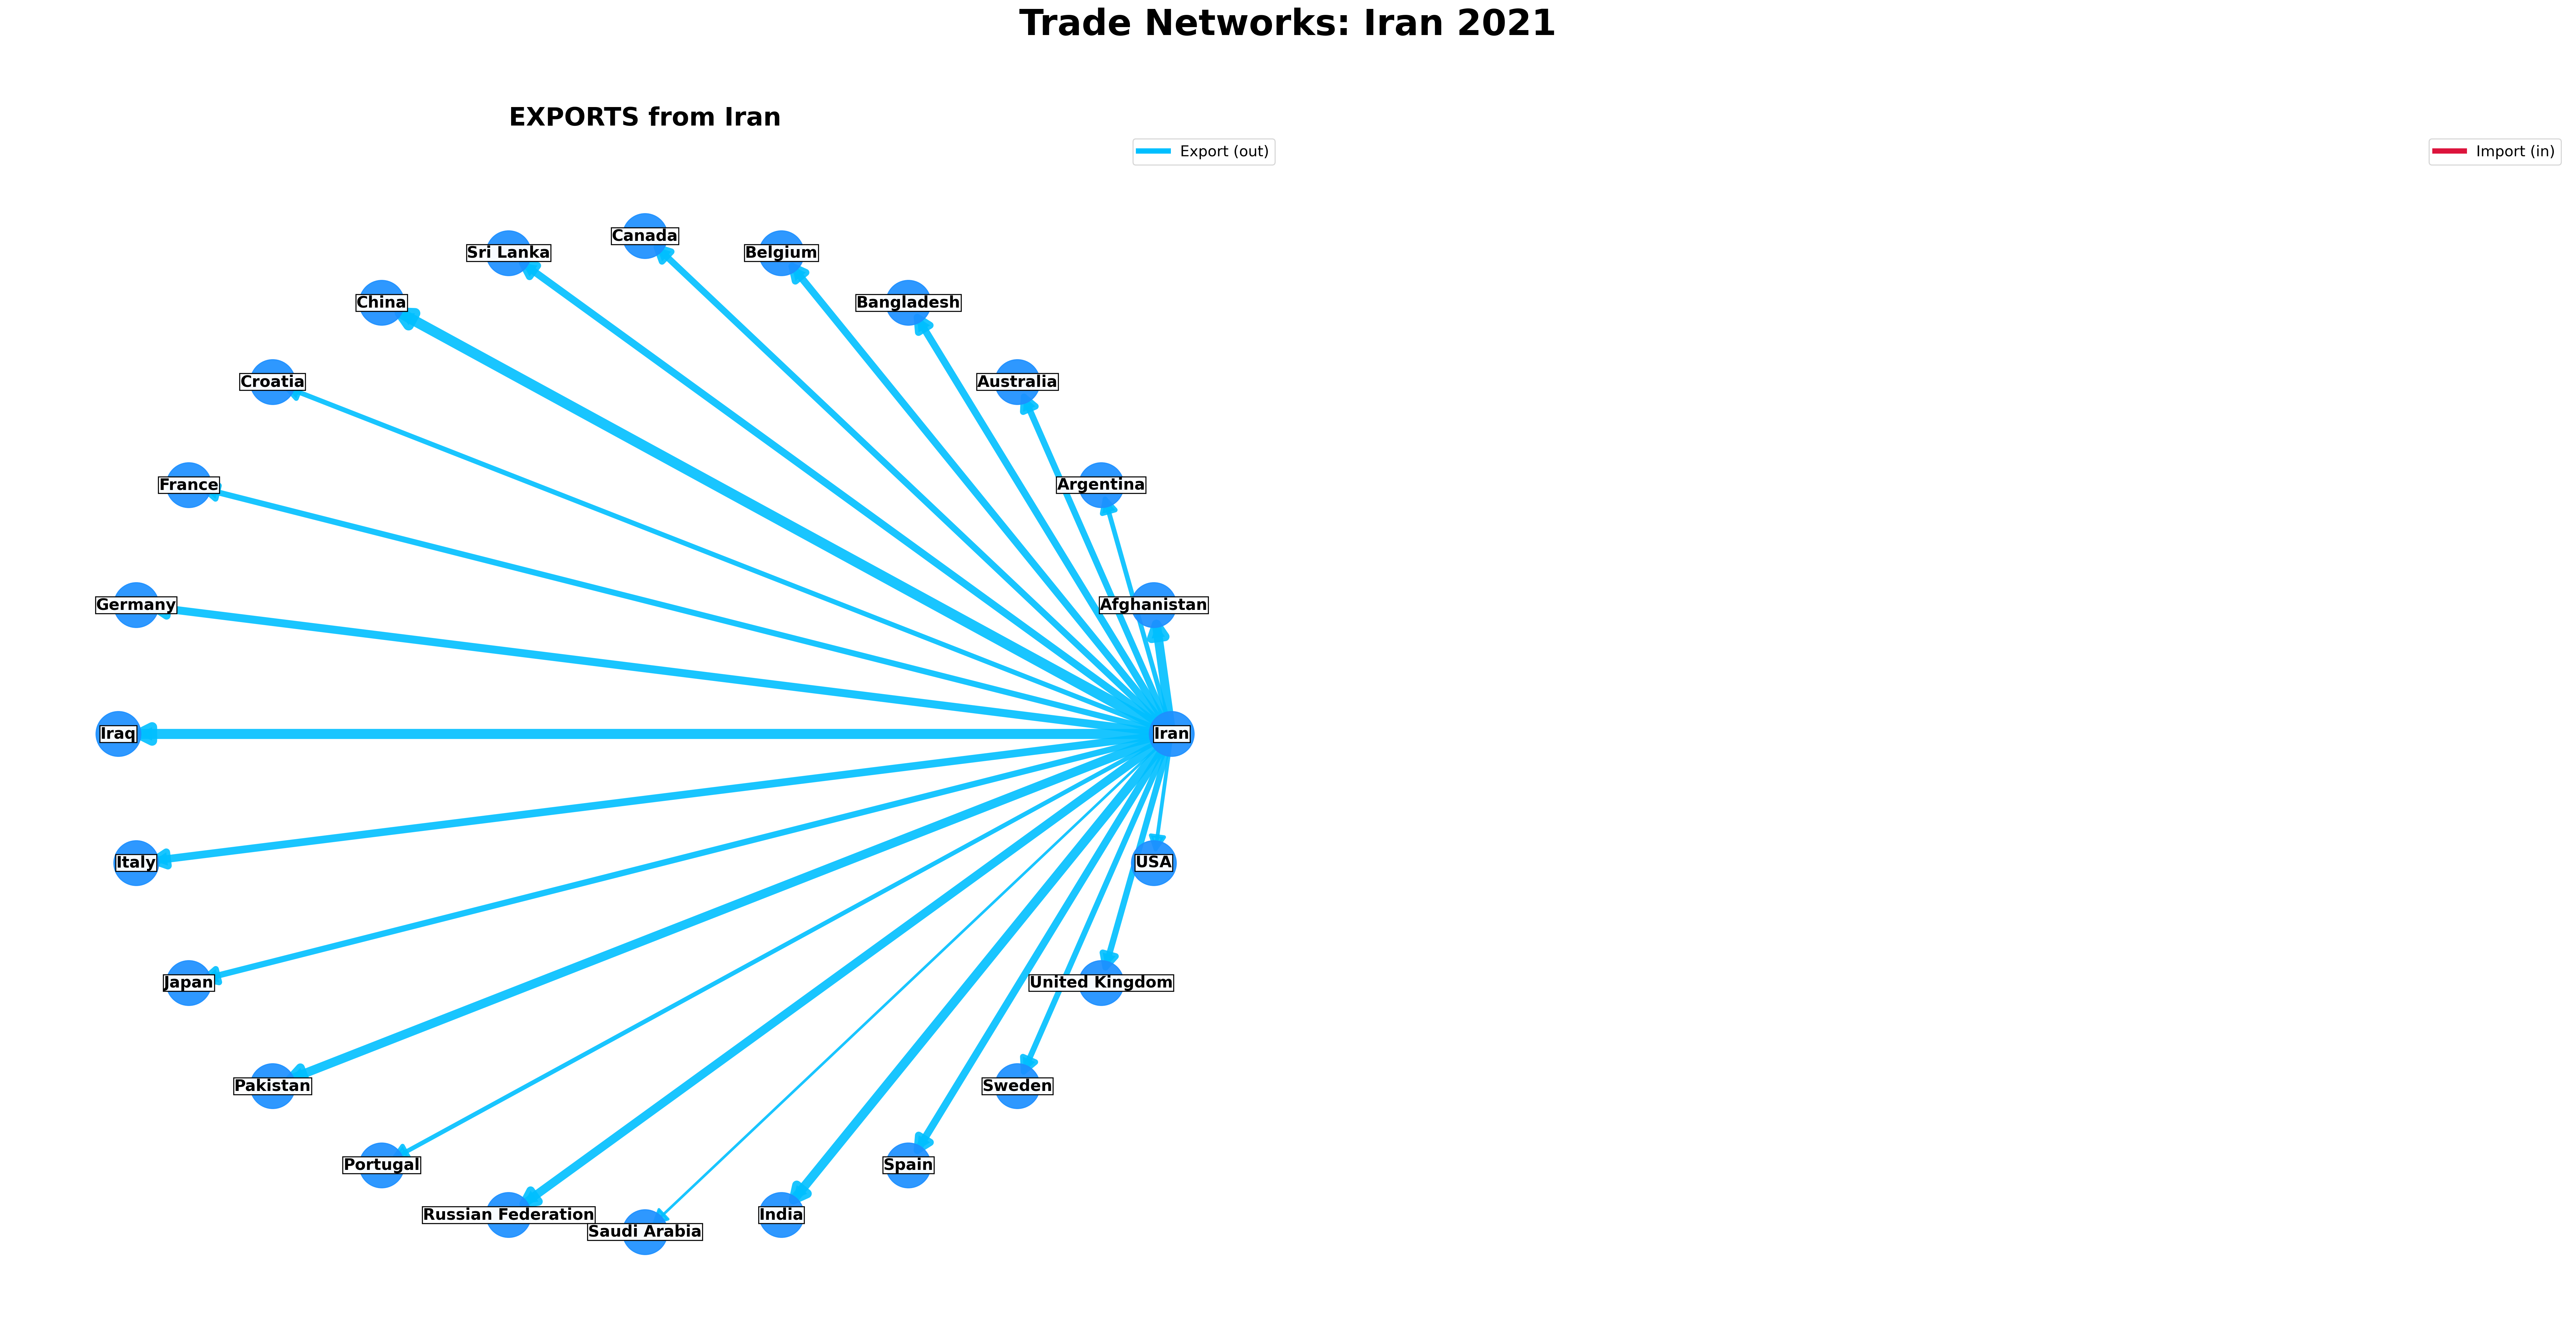 Trade Networks: Iran 2021
EXPORTS from Iran
Export (out)
Import (in)
Canada
Sri Lanka
Belgium
China
Bangladesh
Croatia
Australia
France
Argentina
Germany
Afghanistan
Iraq
Iran
Italy
USA
Japan
United Kingdom
Pakistan
Sweden
Portugal
Spain
Russian Federation
India
Saudi Arabia